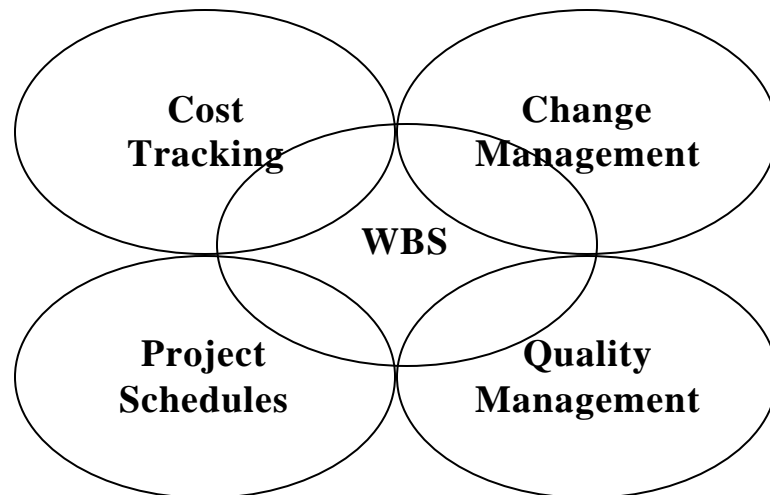 Cost
Tracking
Change
Management
WBS
Project
Schedules
Quality
Management